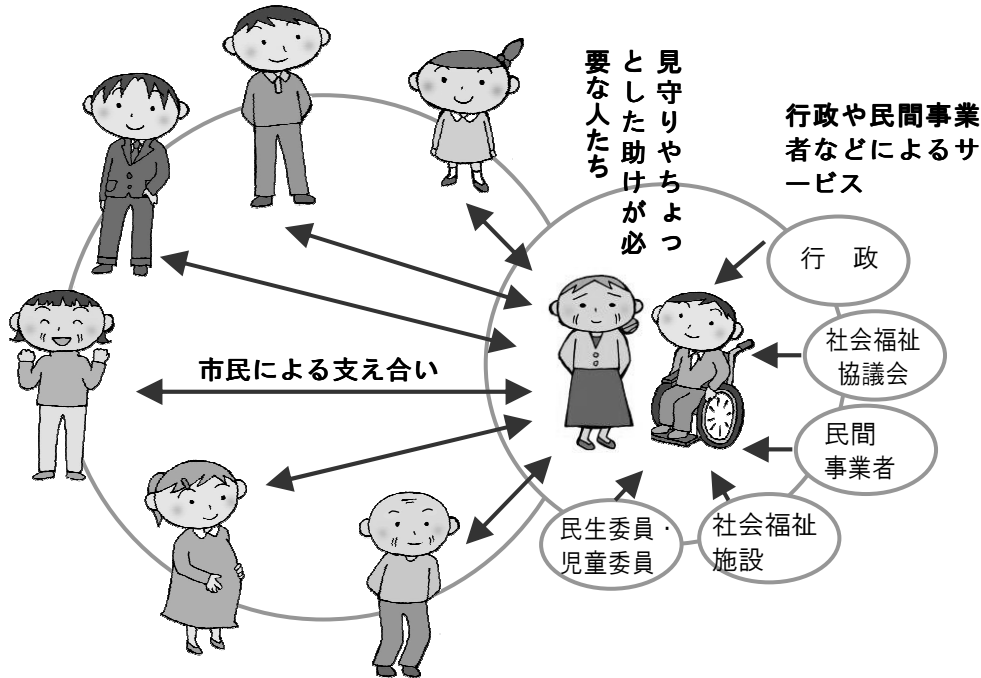 見守りやちょっ
とした助けが必
要な人たち
行政や民間事業
者などによるサ
ービス
行　政
社会福祉
協議会
市民による支え合い
民間
事業者
民生委員・
児童委員
社会福祉
施設